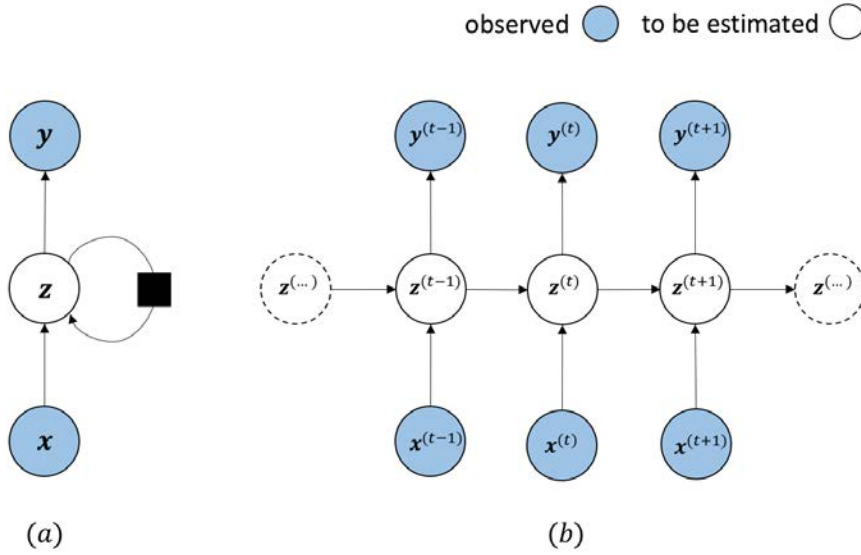 observed to be estimated
y y^(t−1) y^(t) y^(t+1)
z z^(…) z^(t−1) z^(t) z^(t+1) z^(…)
x x^(t−1) x^(t) x^(t+1)
(a) (b)